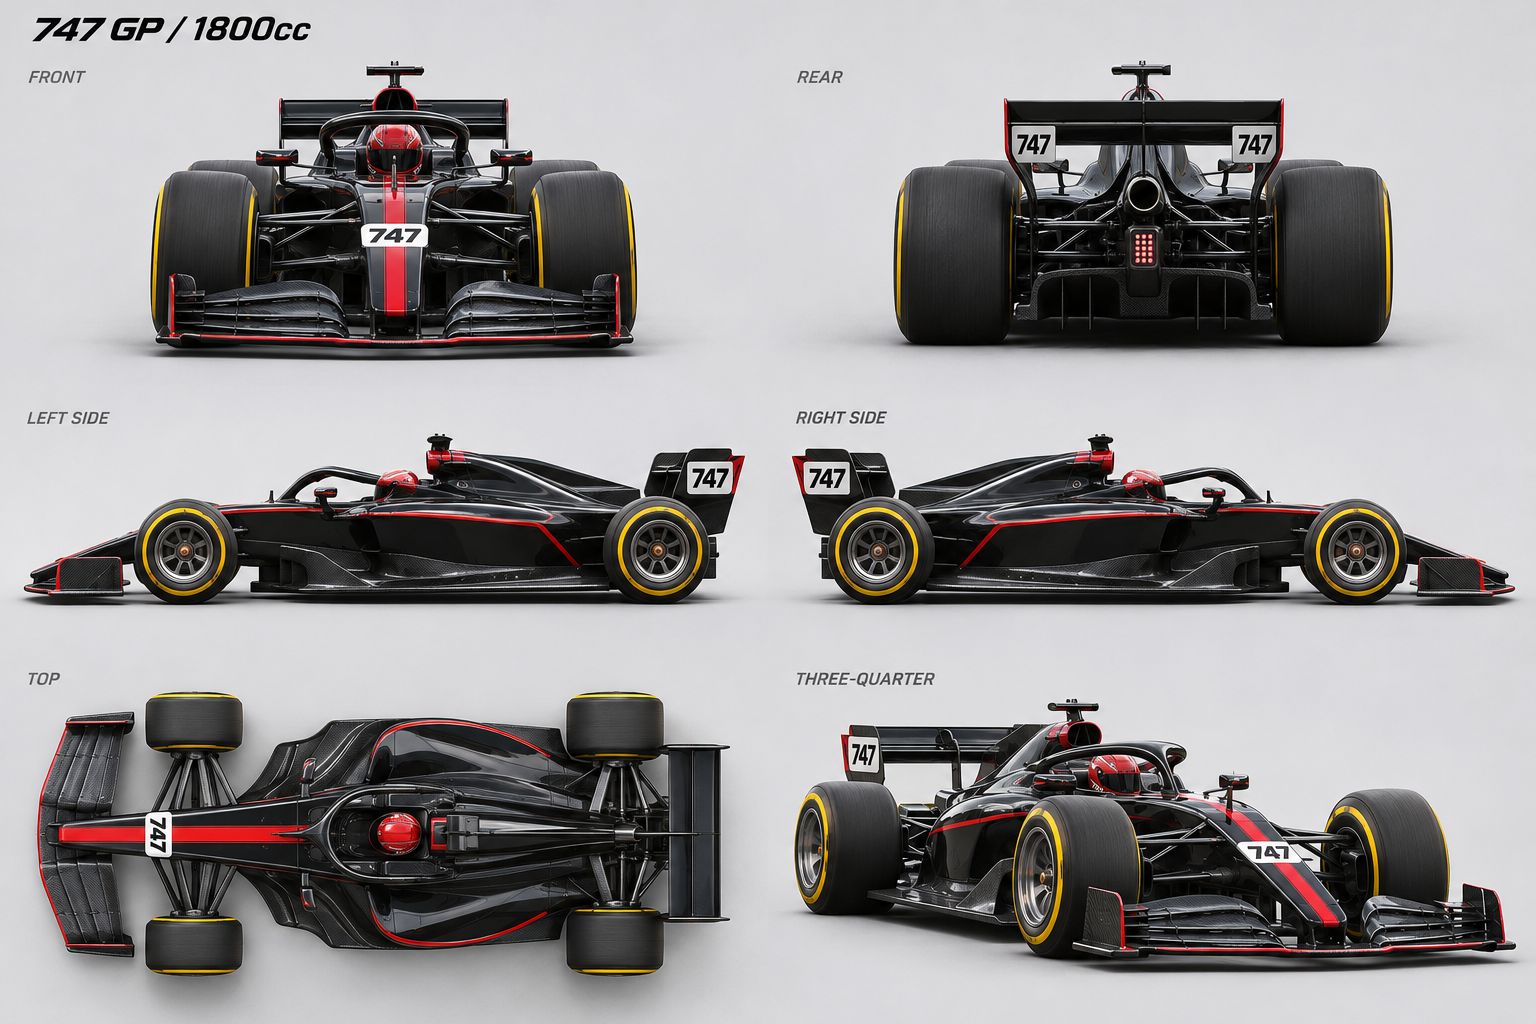 747 GP / 1800cc
FRONT
REAR
747
747
747
LEFT SIDE
RIGHT SIDE
747
747
TOP
THREE-QUARTER
747
747
747